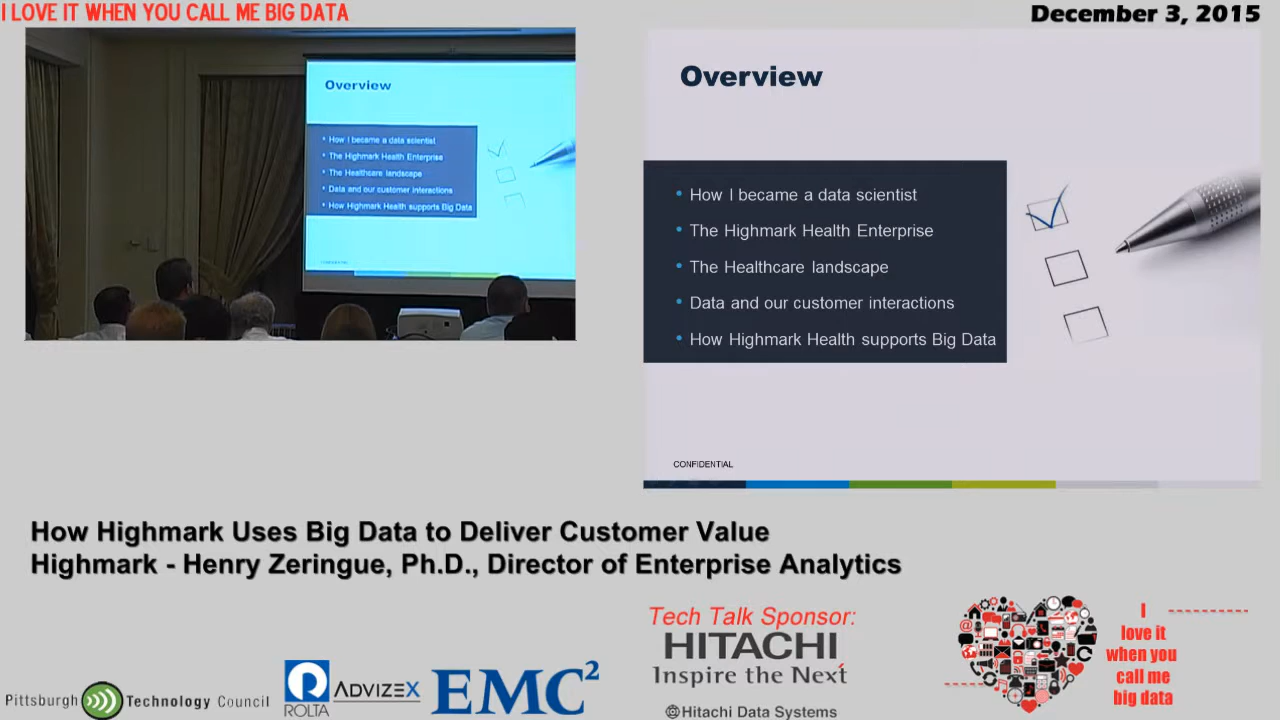 I LOVE IT WHEN YOU CALL ME BIG DATA
December 3, 2015
Overview
• How I became a data scientist
• The Highmark Health Enterprise
• The Healthcare landscape
• Data and our customer interactions
• How Highmark Health supports Big Data
Overview
• How I became a data scientist
• The Highmark Health Enterprise
• The Healthcare landscape
• Data and our customer interactions
• How Highmark Health supports Big Data
CONFIDENTIAL
How Highmark Uses Big Data to Deliver Customer Value
Highmark - Henry Zeringue, Ph.D., Director of Enterprise Analytics
Pittsburgh Technology Council
ROLTA
ADVIZEX
EMC²
Tech Talk Sponsor:
HITACHI
Inspire the Next
Hitachi Data Systems
I
love it
when you
call me
big data